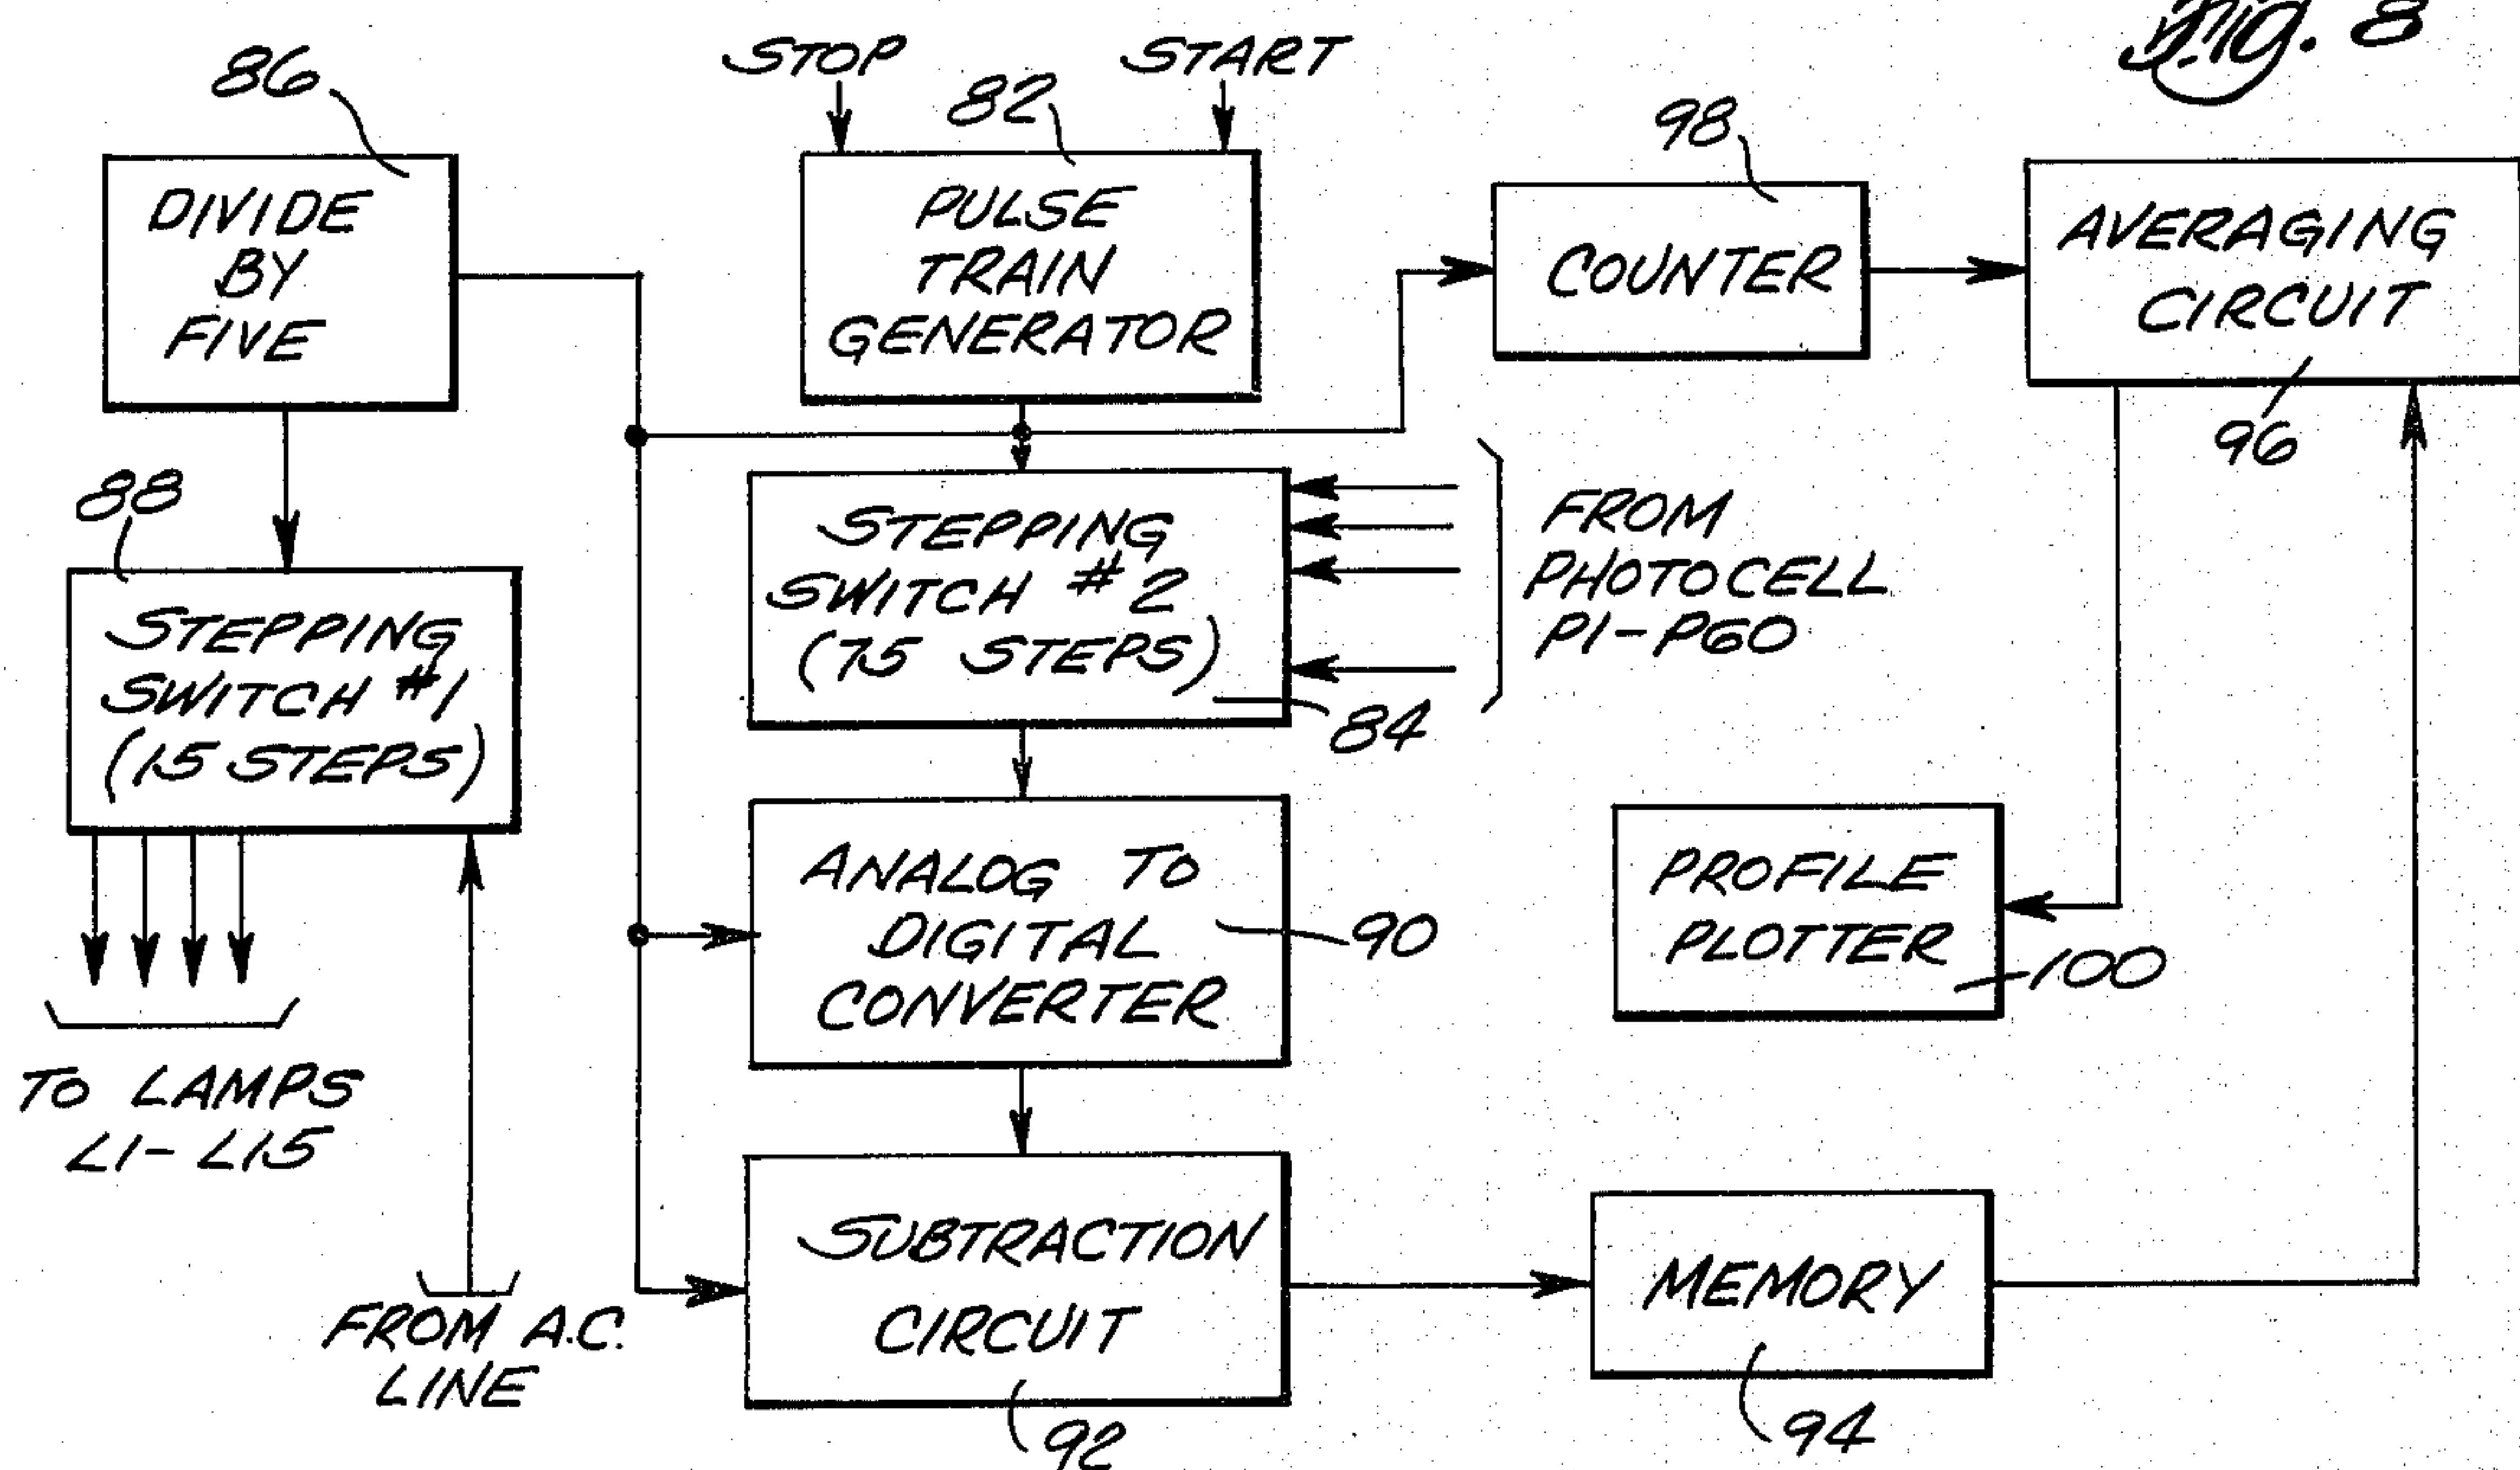 Fig. 8
STOP
START
86
82
98
DIVIDE
BY
FIVE
PULSE
TRAIN
GENERATOR
COUNTER
AVERAGING
CIRCUIT
96
88
STEPPING
SWITCH #1
(15 STEPS)
STEPPING
SWITCH #2
(75 STEPS)
84
FROM
PHOTOCELL
P1-P60
ANALOG TO
DIGITAL
CONVERTER
90
PROFILE
PLOTTER
100
TO LAMPS
L1-L15
FROM A.C.
LINE
SUBTRACTION
CIRCUIT
92
MEMORY
94